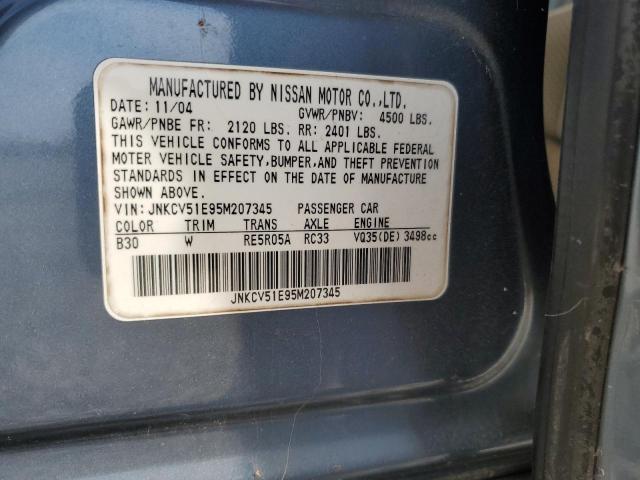 MANUFACTURED BY NISSAN MOTOR CO.,LTD.
DATE: 11/04 GVWR/PNBV: 4500 LBS.
GAWR/PNBE FR: 2120 LBS. RR: 2401 LBS.
THIS VEHICLE CONFORMS TO ALL APPLICABLE FEDERAL
MOTER VEHICLE SAFETY,BUMPER,AND THEFT PREVENTION
STANDARDS IN EFFECT ON THE DATE OF MANUFACTURE
SHOWN ABOVE.
VIN: JNKCV51E95M207345 PASSENGER CAR
COLOR TRIM TRANS AXLE ENGINE
B30 W RE5R05A RC33 VQ35(DE) 3498cc
JNKCV51E95M207345